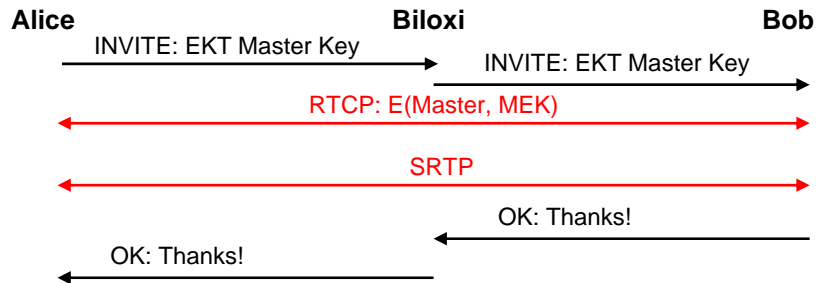 Alice Biloxi Bob
INVITE: EKT Master Key
INVITE: EKT Master Key
RTCP: E(Master, MEK)
SRTP
OK: Thanks!
OK: Thanks!